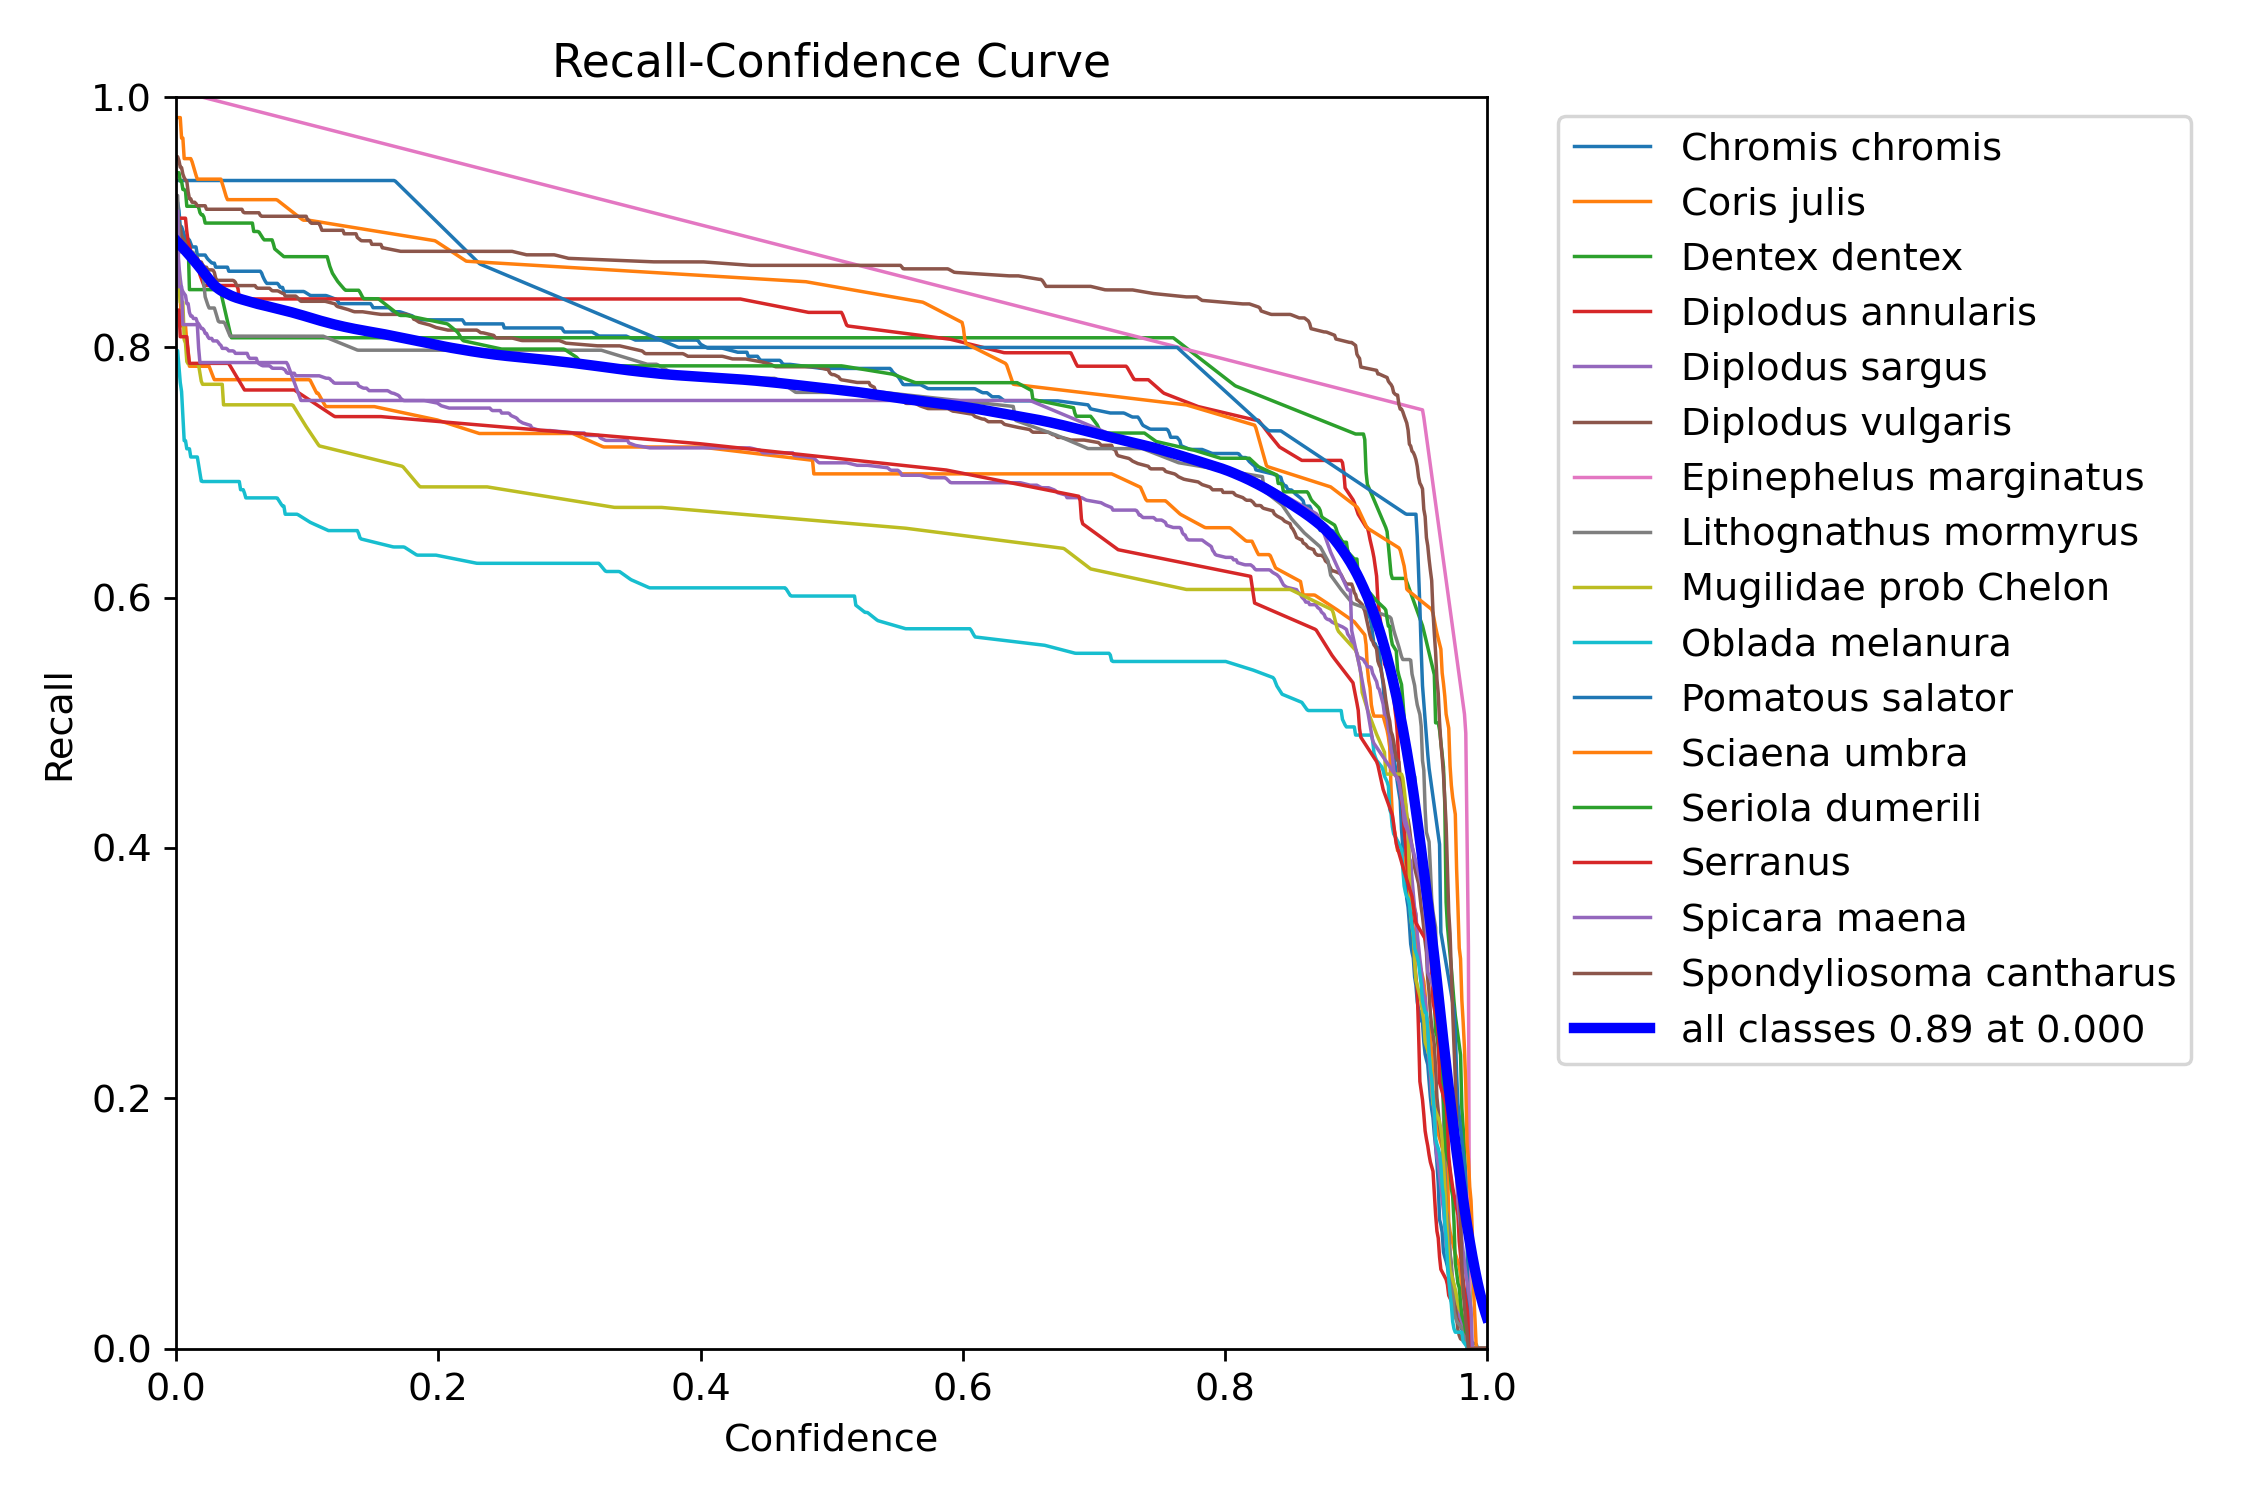 Recall-Confidence Curve
1.0
0.8
0.6
0.4
0.2
0.0
Recall
0.0 0.2 0.4 0.6 0.8 1.0
Confidence
Chromis chromis
Coris julis
Dentex dentex
Diplodus annularis
Diplodus sargus
Diplodus vulgaris
Epinephelus marginatus
Lithognathus mormyrus
Mugilidae prob Chelon
Oblada melanura
Pomatous salator
Sciaena umbra
Seriola dumerili
Serranus
Spicara maena
Spondyliosoma cantharus
all classes 0.89 at 0.000